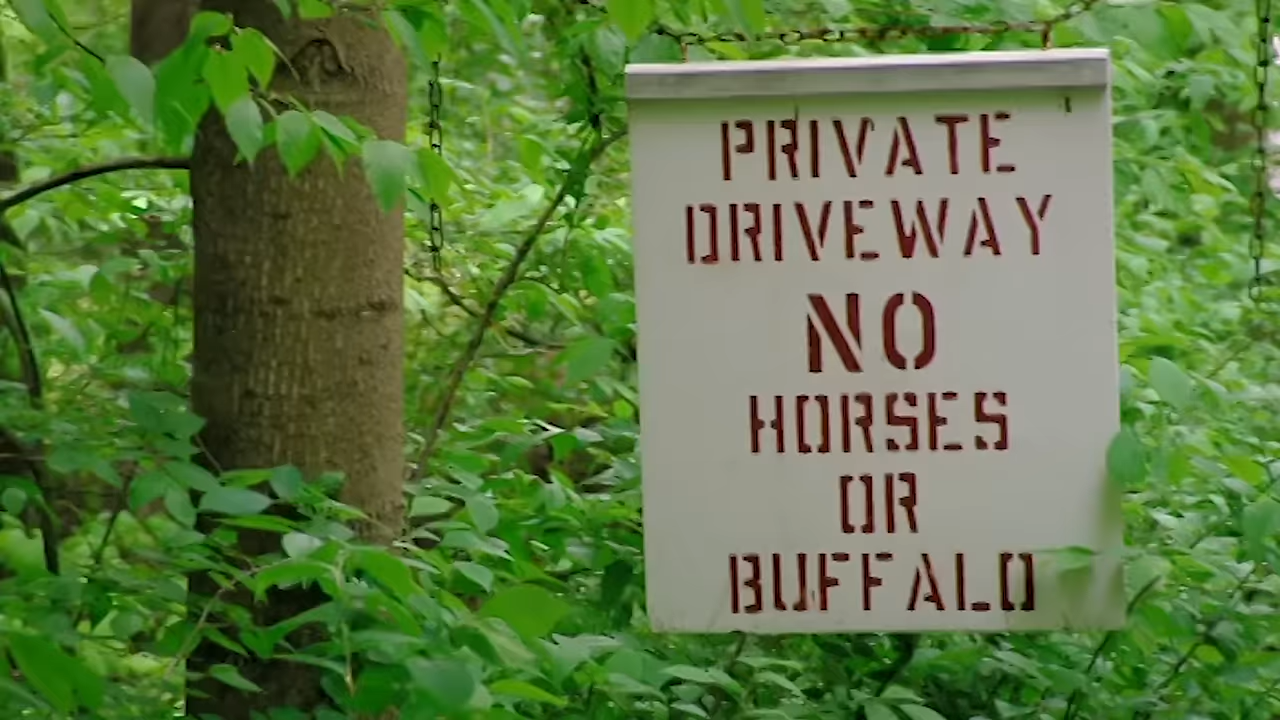 PRIVATE
DRIVEWAY
NO
HORSES
OR
BUFFALO